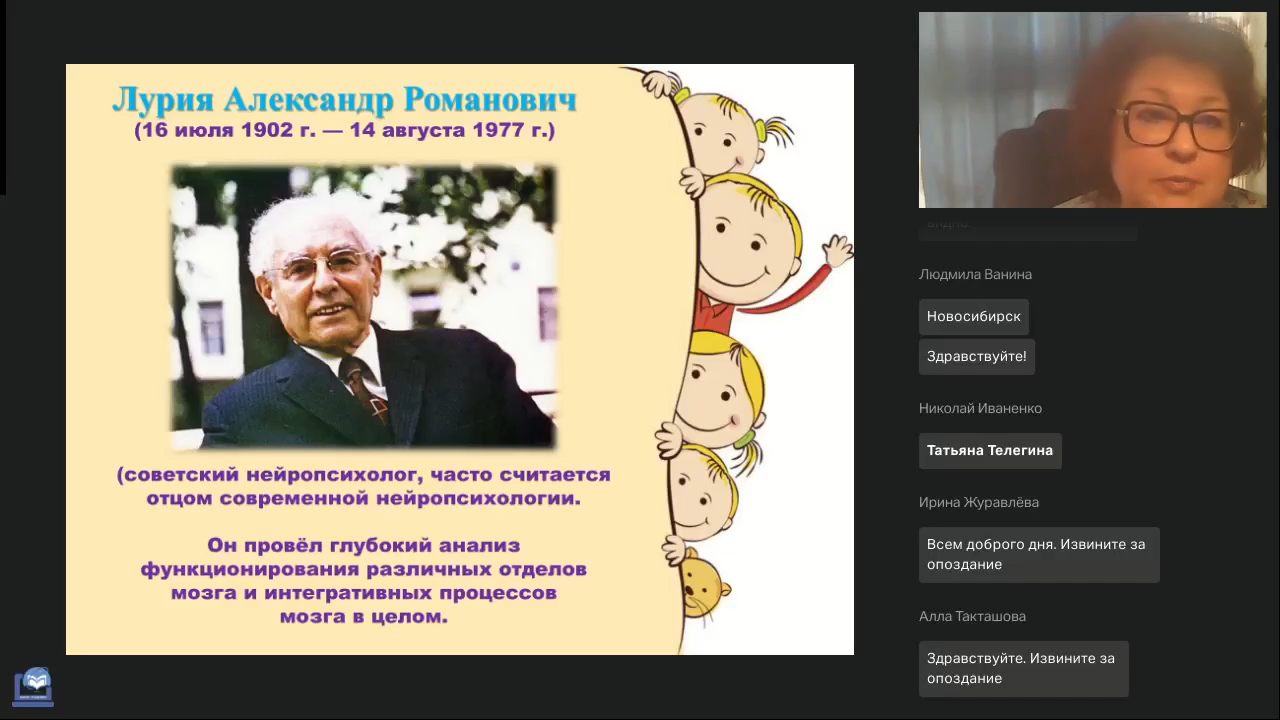 Лурия Александр Романович
(16 июля 1902 г. — 14 августа 1977 г.)
(советский нейропсихолог, часто считается
отцом современной нейропсихологии.
Он провёл глубокий анализ
функционирования различных отделов
мозга и интегративных процессов
мозга в целом.
Людмила Ванина
Новосибирск
Здравствуйте!
Николай Иваненко
Татьяна Телегина
Ирина Журавлёва
Всем доброго дня. Извините за
опоздание
Алла Такташова
Здравствуйте. Извините за
опоздание